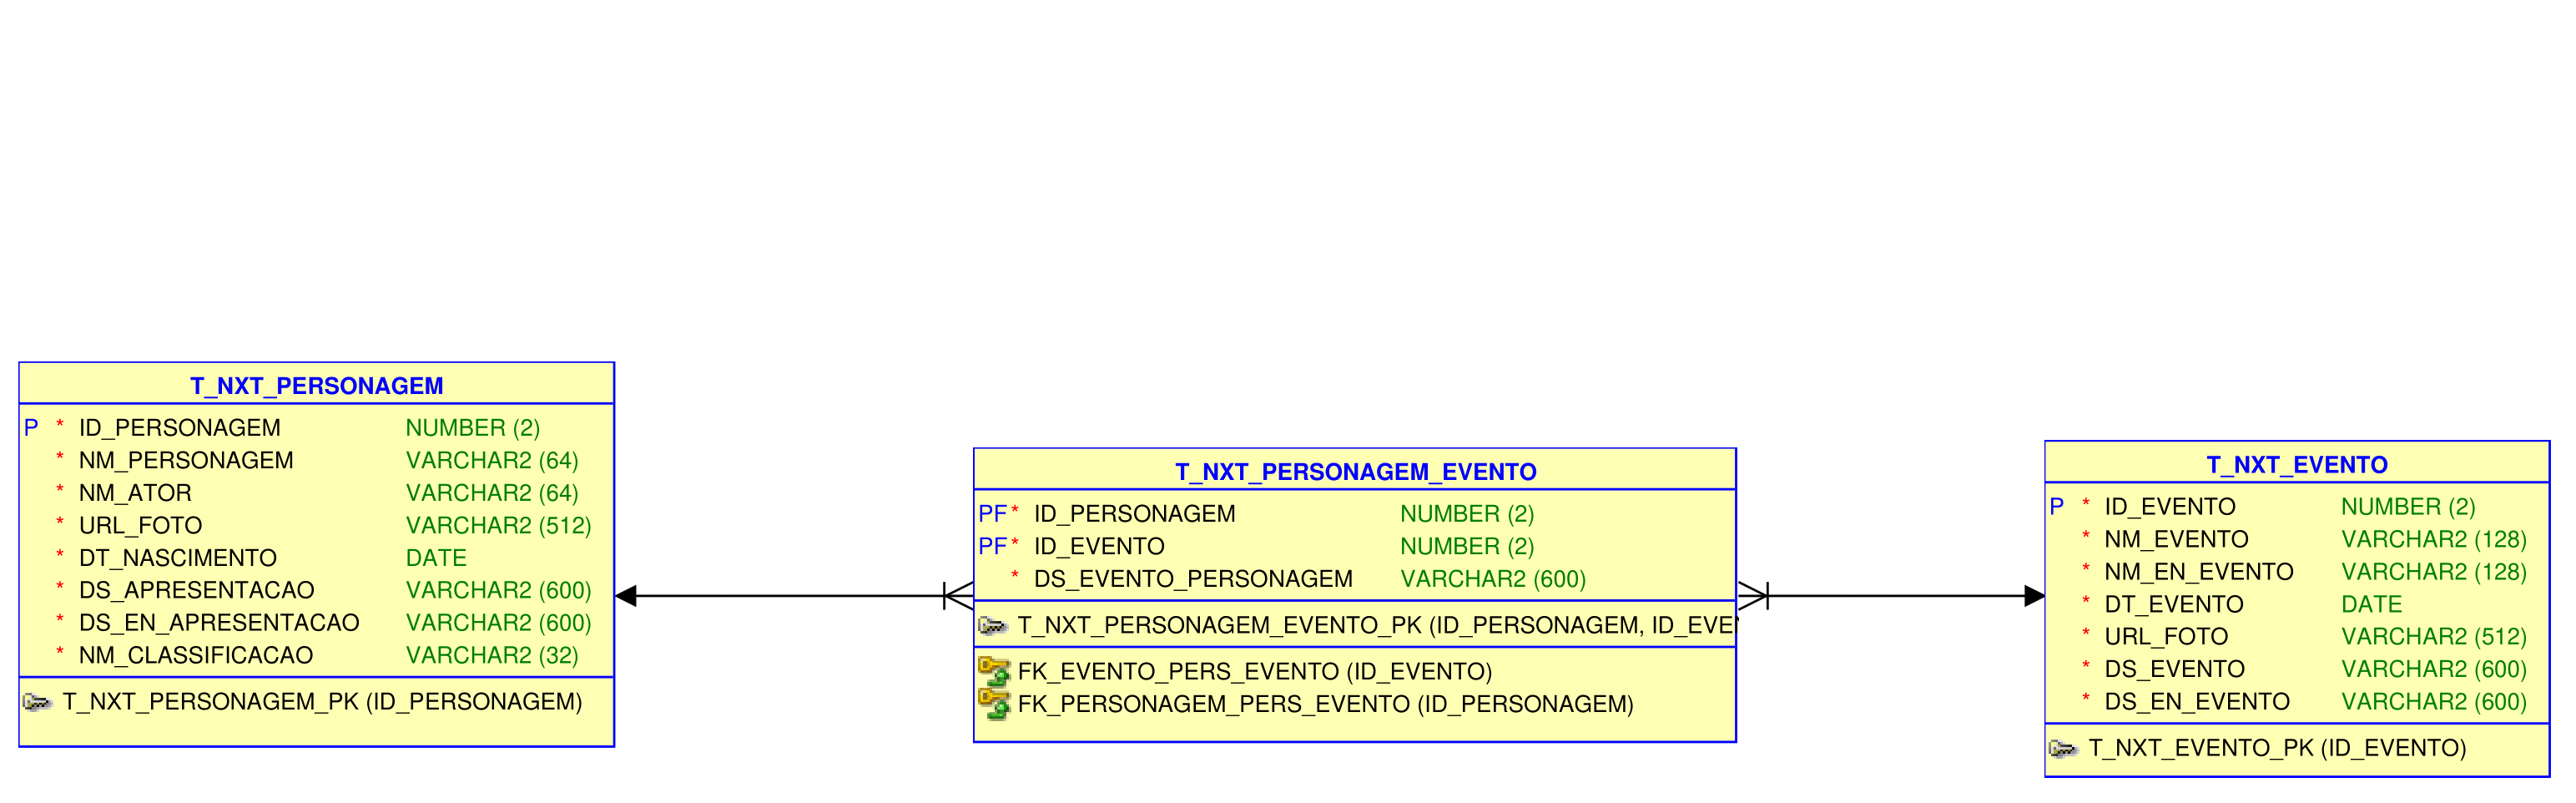 T_NXT_PERSONAGEM
P * ID_PERSONAGEM NUMBER (2)
* NM_PERSONAGEM VARCHAR2 (64)
* NM_ATOR VARCHAR2 (64)
* URL_FOTO VARCHAR2 (512)
* DT_NASCIMENTO DATE
* DS_APRESENTACAO VARCHAR2 (600)
* DS_EN_APRESENTACAO VARCHAR2 (600)
* NM_CLASSIFICACAO VARCHAR2 (32)
T_NXT_PERSONAGEM_PK (ID_PERSONAGEM)
T_NXT_PERSONAGEM_EVENTO
PF * ID_PERSONAGEM NUMBER (2)
PF * ID_EVENTO NUMBER (2)
* DS_EVENTO_PERSONAGEM VARCHAR2 (600)
T_NXT_PERSONAGEM_EVENTO_PK (ID_PERSONAGEM, ID_EVE
FK_EVENTO_PERS_EVENTO (ID_EVENTO)
FK_PERSONAGEM_PERS_EVENTO (ID_PERSONAGEM)
T_NXT_EVENTO
P * ID_EVENTO NUMBER (2)
* NM_EVENTO VARCHAR2 (128)
* NM_EN_EVENTO VARCHAR2 (128)
* DT_EVENTO DATE
* URL_FOTO VARCHAR2 (512)
* DS_EVENTO VARCHAR2 (600)
* DS_EN_EVENTO VARCHAR2 (600)
T_NXT_EVENTO_PK (ID_EVENTO)